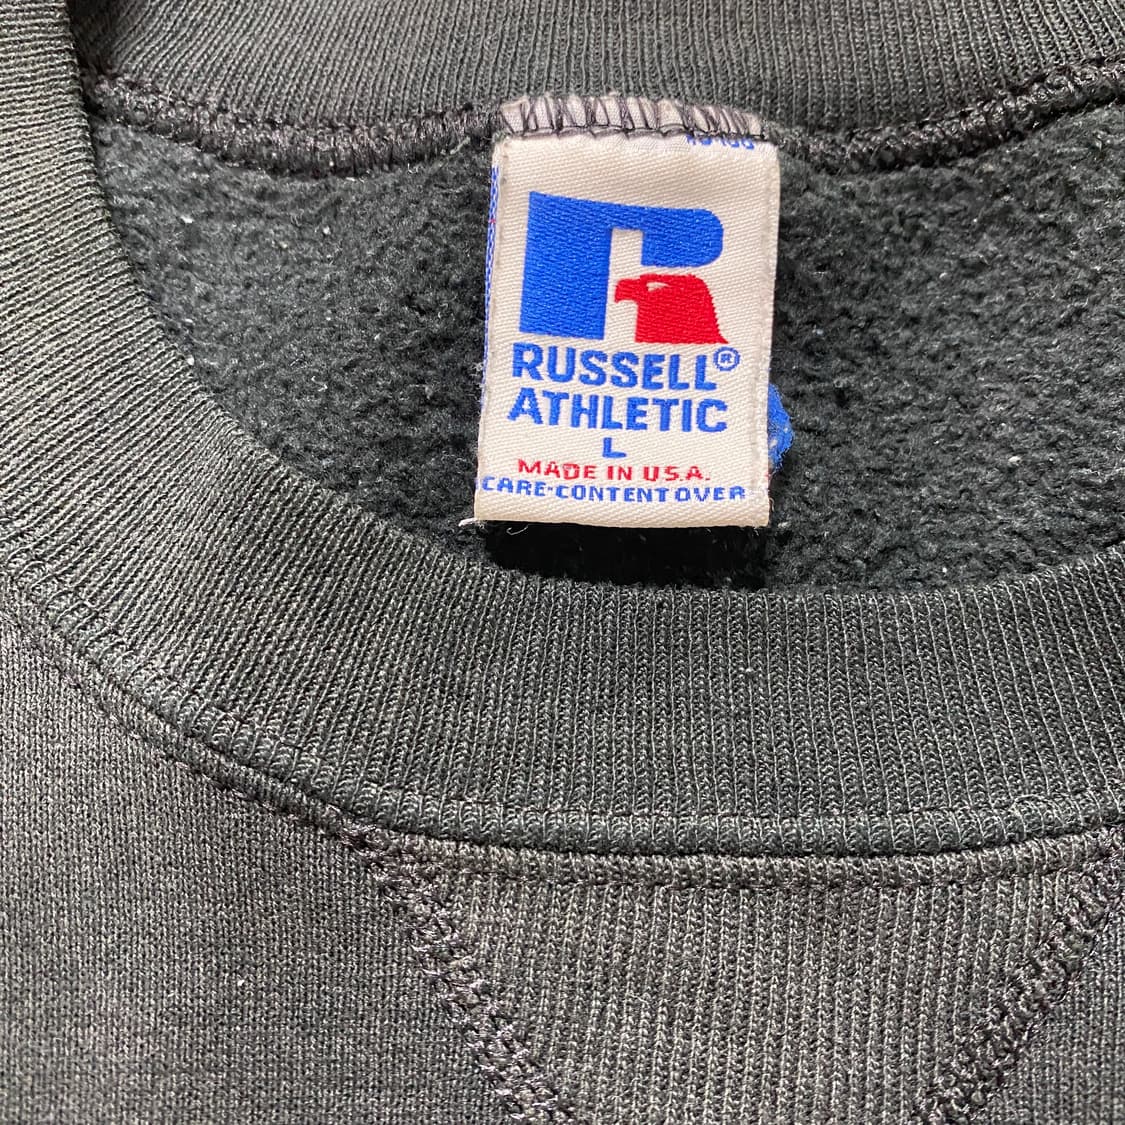 RUSSELL®
ATHLETIC
L
MADE IN U.S.A.
CARE·CONTENT OVER